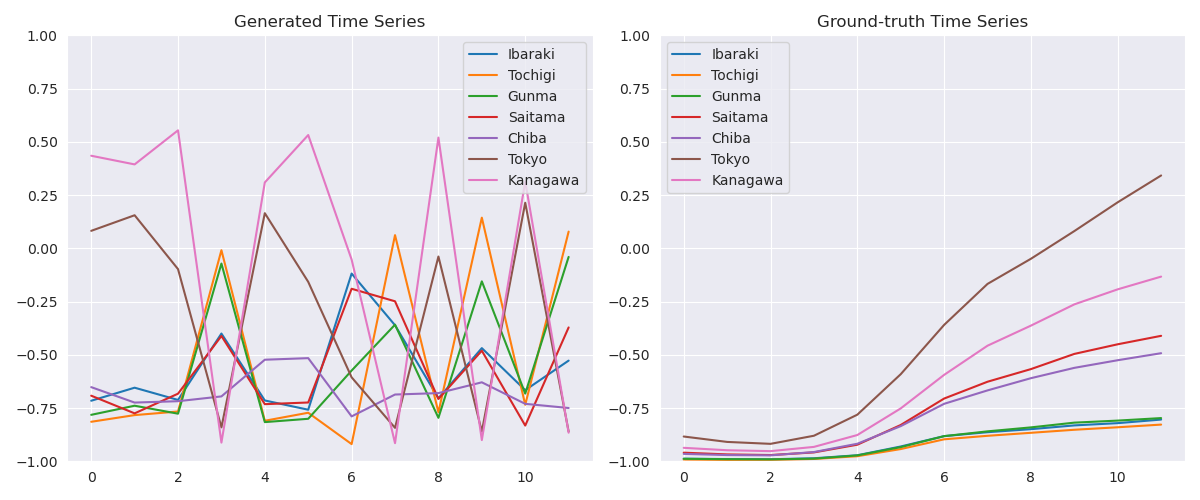 Generated Time Series
1.00
0.75
0.50
0.25
0.00
−0.25
−0.50
−0.75
−1.00
0 2 4 6 8 10
Ibaraki
Tochigi
Gunma
Saitama
Chiba
Tokyo
Kanagawa
Ground-truth Time Series
1.00
0.75
0.50
0.25
0.00
−0.25
−0.50
−0.75
−1.00
0 2 4 6 8 10
Ibaraki
Tochigi
Gunma
Saitama
Chiba
Tokyo
Kanagawa